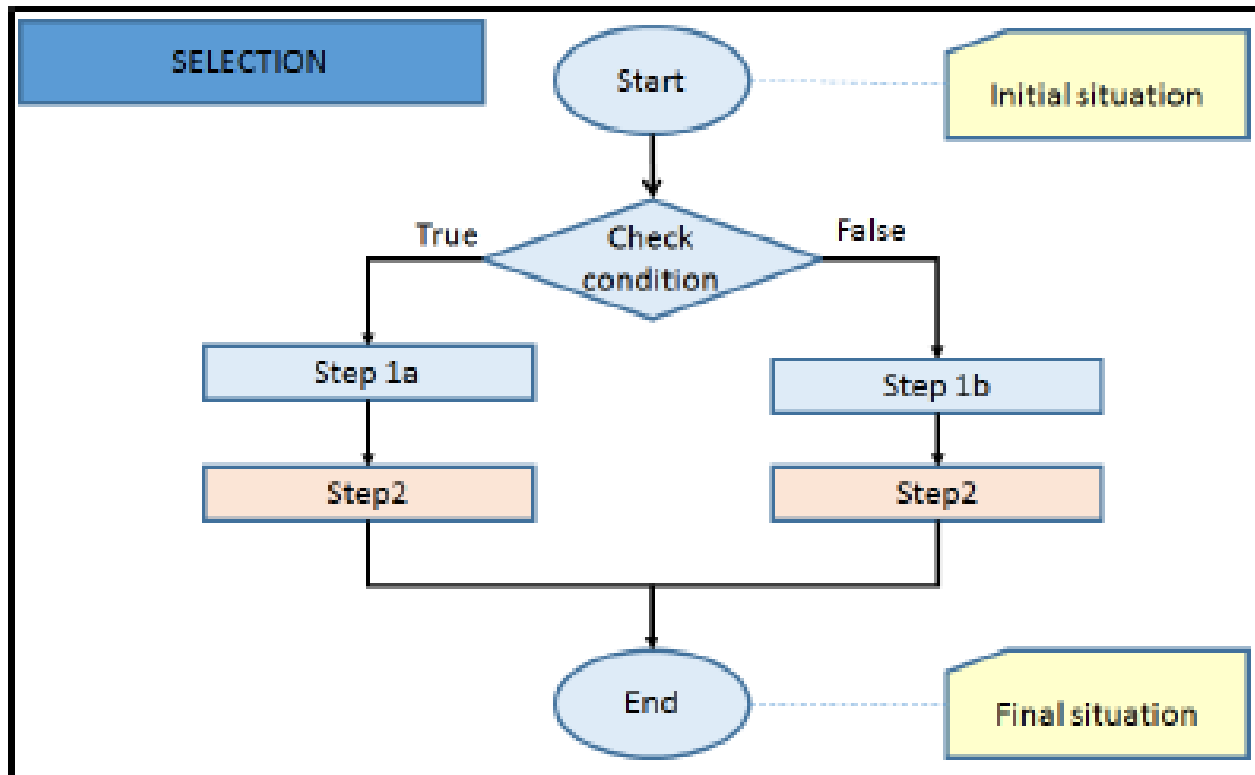 SELECTION
Start
Initial situation
True
Check
condition
False
Step 1a
Step 1b
Step2
Step2
End
Final situation